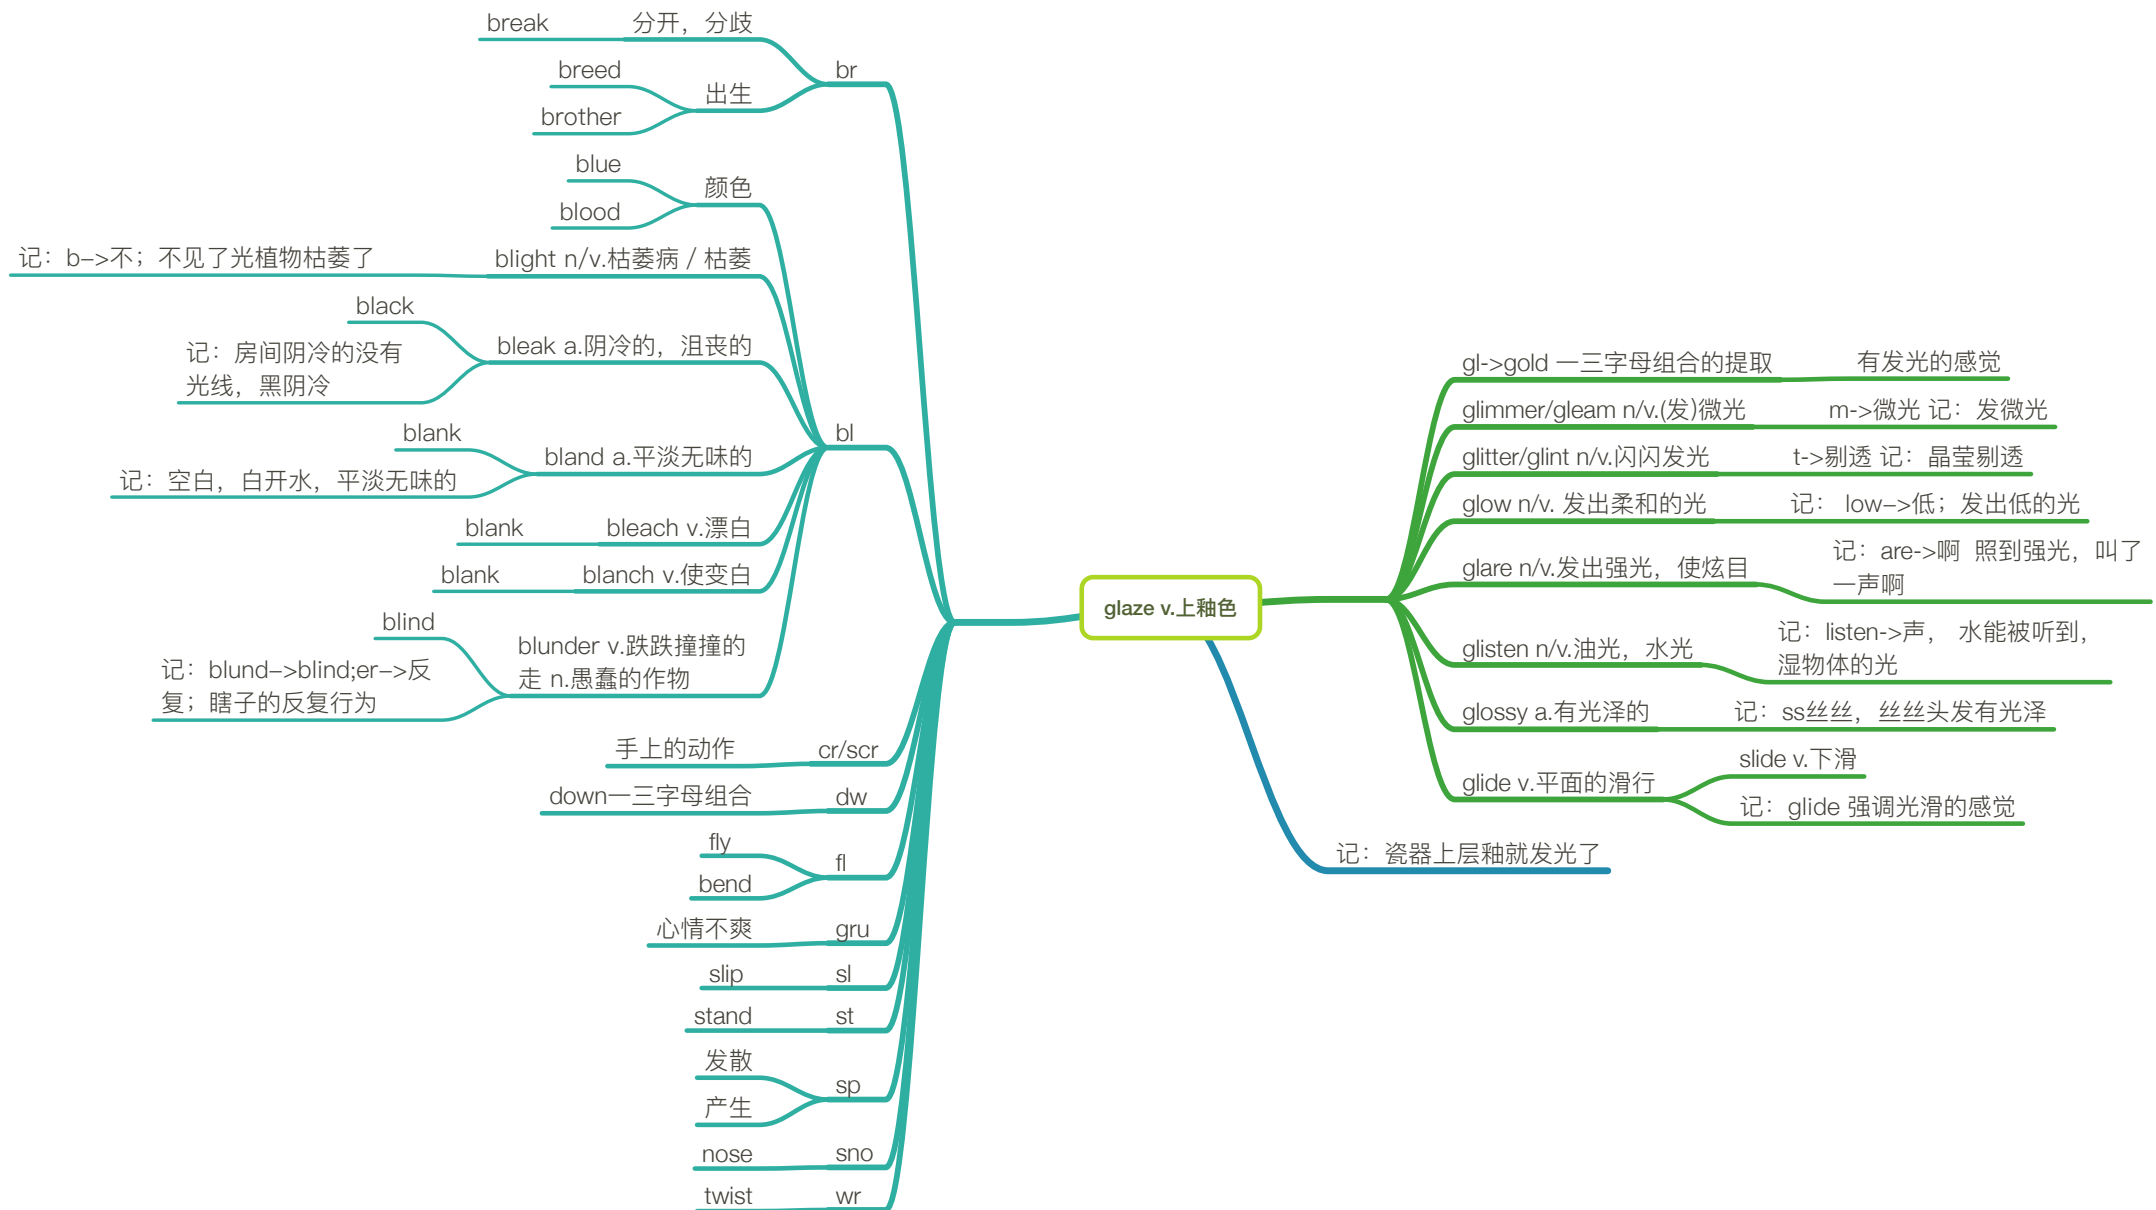 break
分开，分歧
br
breed
出生
brother
blue
颜色
blood
记：b–>不；不见了光植物枯萎了
blight n/v.枯萎病 / 枯萎
black
bleak a.阴冷的，沮丧的
记：房间阴冷的没有
光线，黑阴冷
bl
blank
bland a.平淡无味的
记：空白，白开水，平淡无味的
blank
bleach v.漂白
blank
blanch v.使变白
blind
blunder v.跌跌撞撞的
走 n.愚蠢的作物
记：blund–>blind;er–>反
复；瞎子的反复行为
手上的动作
cr/scr
down一三字母组合
dw
fly
fl
bend
心情不爽
gru
slip
sl
stand
st
发散
sp
产生
nose
sno
twist
wr
glaze v.上釉色
gl->gold 一三字母组合的提取
有发光的感觉
glimmer/gleam n/v.(发)微光
m->微光 记：发微光
glitter/glint n/v.闪闪发光
t->剔透 记：晶莹剔透
glow n/v. 发出柔和的光
记： low–>低；发出低的光
glare n/v.发出强光，使炫目
记：are->啊 照到强光，叫了
一声啊
glisten n/v.油光，水光
记：listen->声， 水能被听到，
湿物体的光
glossy a.有光泽的
记：ss丝丝，丝丝头发有光泽
glide v.平面的滑行
slide v.下滑
记：glide 强调光滑的感觉
记：瓷器上层釉就发光了